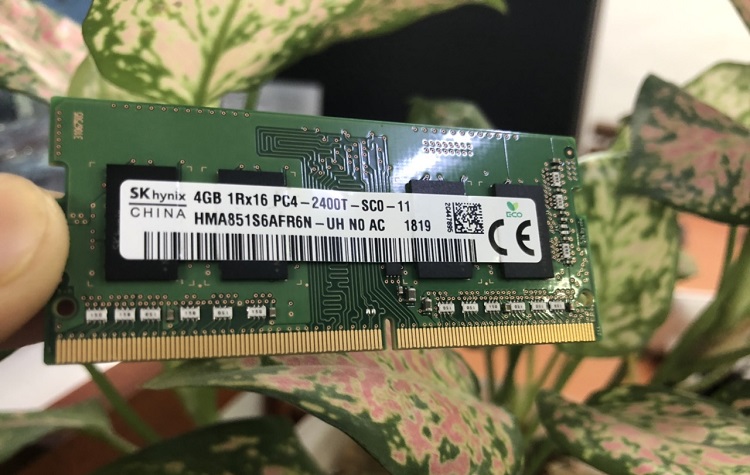 SK hynix 4GB 1Rx16 PC4-2400T-SC0-11
CHINA HMA851S6AFR6N-UH N0 AC 1819
ECO
CE